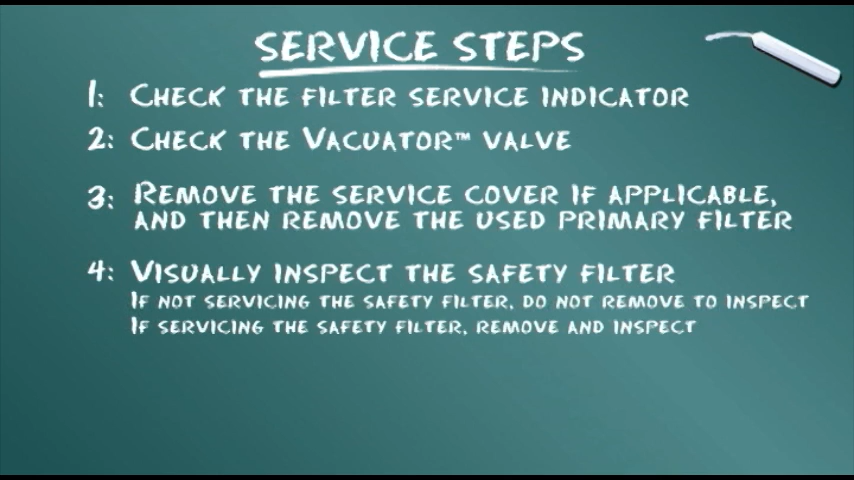 SERVICE STEPS
1: CHECK THE FILTER SERVICE INDICATOR
2: CHECK THE VACUATOR™ VALVE
3: REMOVE THE SERVICE COVER IF APPLICABLE,
AND THEN REMOVE THE USED PRIMARY FILTER
4: VISUALLY INSPECT THE SAFETY FILTER
IF NOT SERVICING THE SAFETY FILTER, DO NOT REMOVE TO INSPECT
IF SERVICING THE SAFETY FILTER, REMOVE AND INSPECT